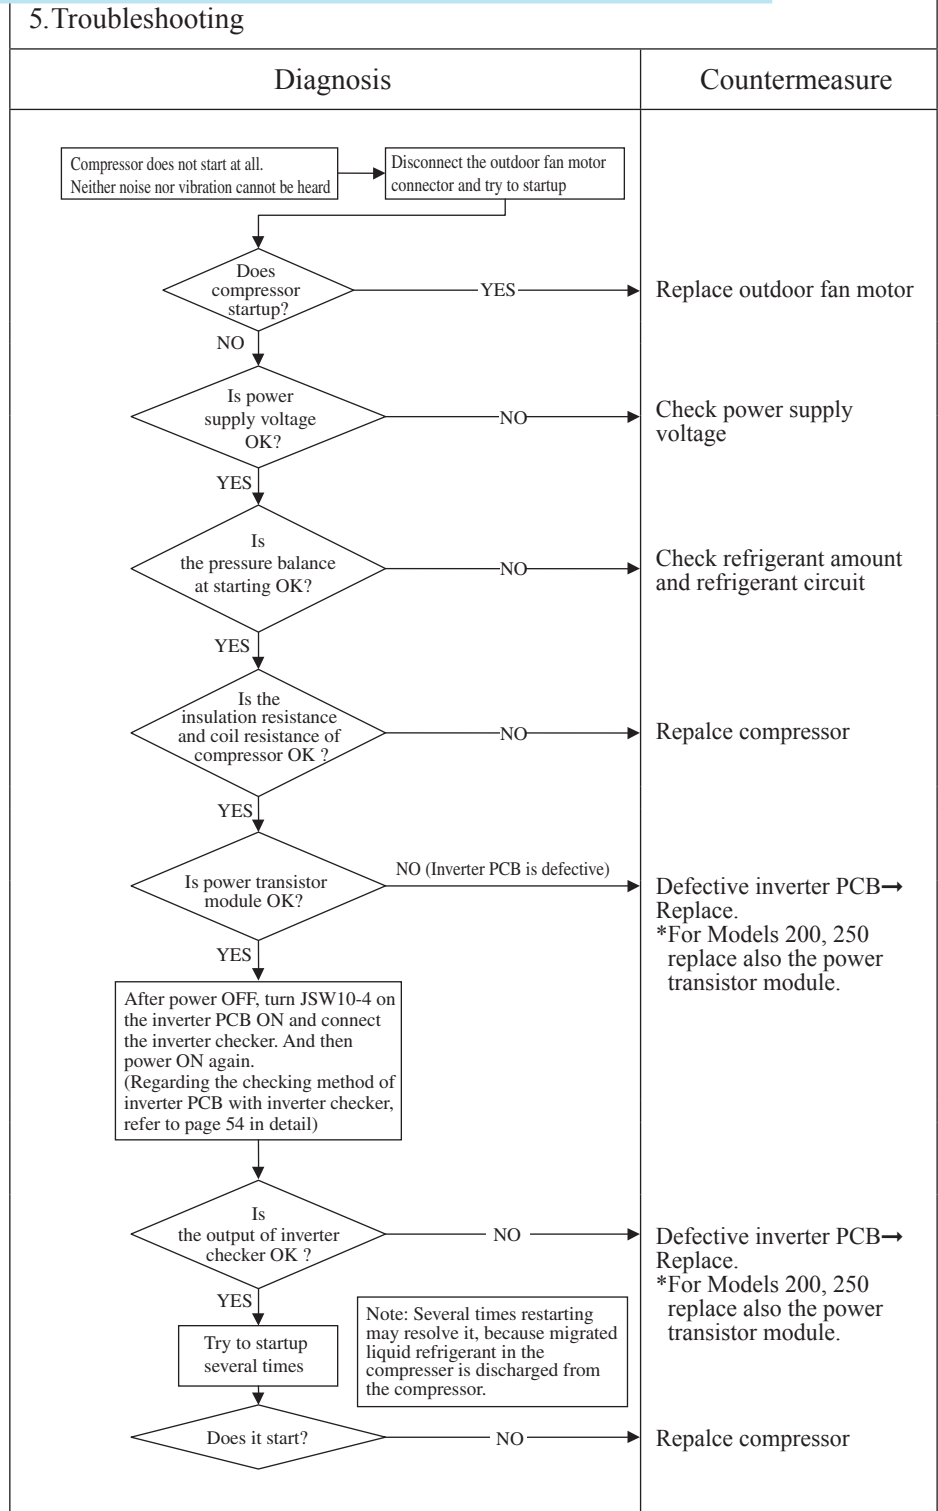 5.Troubleshooting
Diagnosis
Countermeasure
Compressor does not start at all.
Neither noise nor vibration cannot be heard
Disconnect the outdoor fan motor
connector and try to startup
Does
compressor
startup?
YES
Replace outdoor fan motor
NO
Is power
supply voltage
OK?
NO
Check power supply
voltage
YES
Is
the pressure balance
at starting OK?
NO
Check refrigerant amount
and refrigerant circuit
YES
Is the
insulation resistance
and coil resistance of
compressor OK ?
NO
Repalce compressor
YES
Is power transistor
module OK?
NO (Inverter PCB is defective)
Defective inverter PCB→
Replace.
*For Models 200, 250
replace also the power
transistor module.
YES
After power OFF, turn JSW10-4 on
the inverter PCB ON and connect
the inverter checker. And then
power ON again.
(Regarding the checking method of
inverter PCB with inverter checker,
refer to page 54 in detail)
Is
the output of inverter
checker OK ?
NO
Defective inverter PCB→
Replace.
*For Models 200, 250
replace also the power
transistor module.
YES
Try to startup
several times
Note: Several times restarting
may resolve it, because migrated
liquid refrigerant in the
compresser is discharged from
the compressor.
Does it start?
NO
Repalce compressor